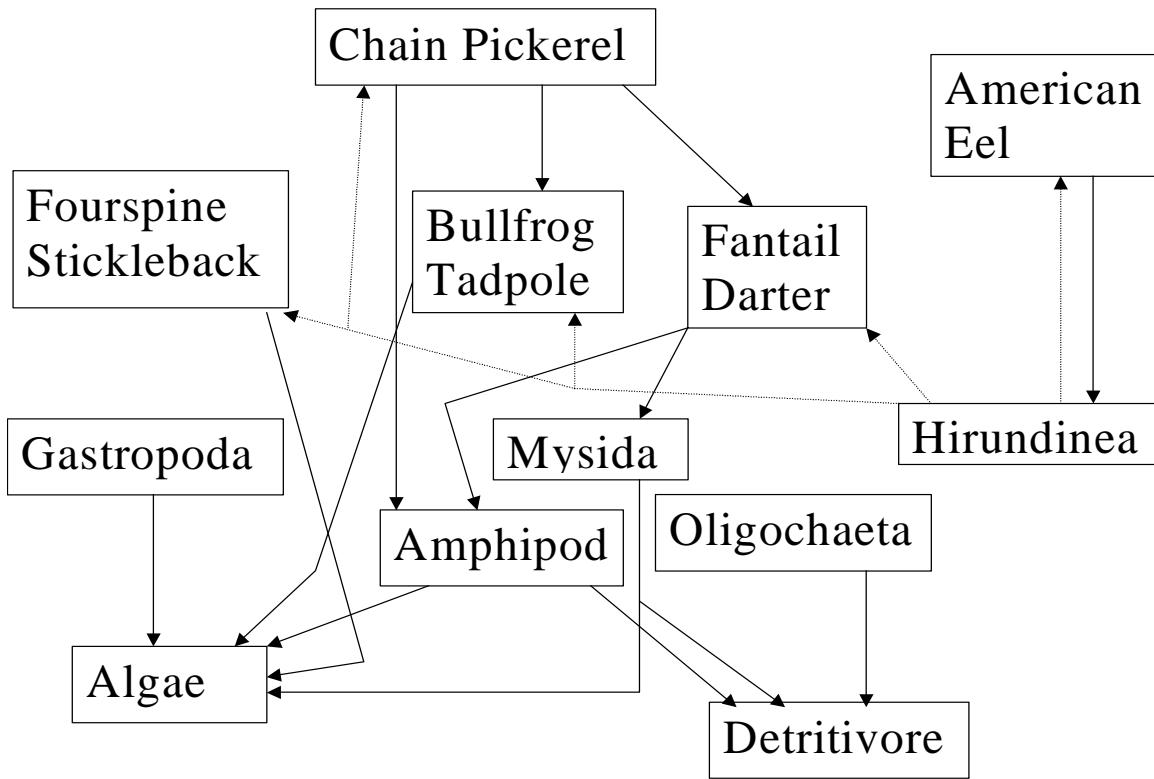 Chain Pickerel
American
Eel
Fourspine
Stickleback
Bullfrog
Tadpole
Fantail
Darter
Gastropoda
Mysida
Hirundinea
Oligochaeta
Amphipod
Algae
Detritivore